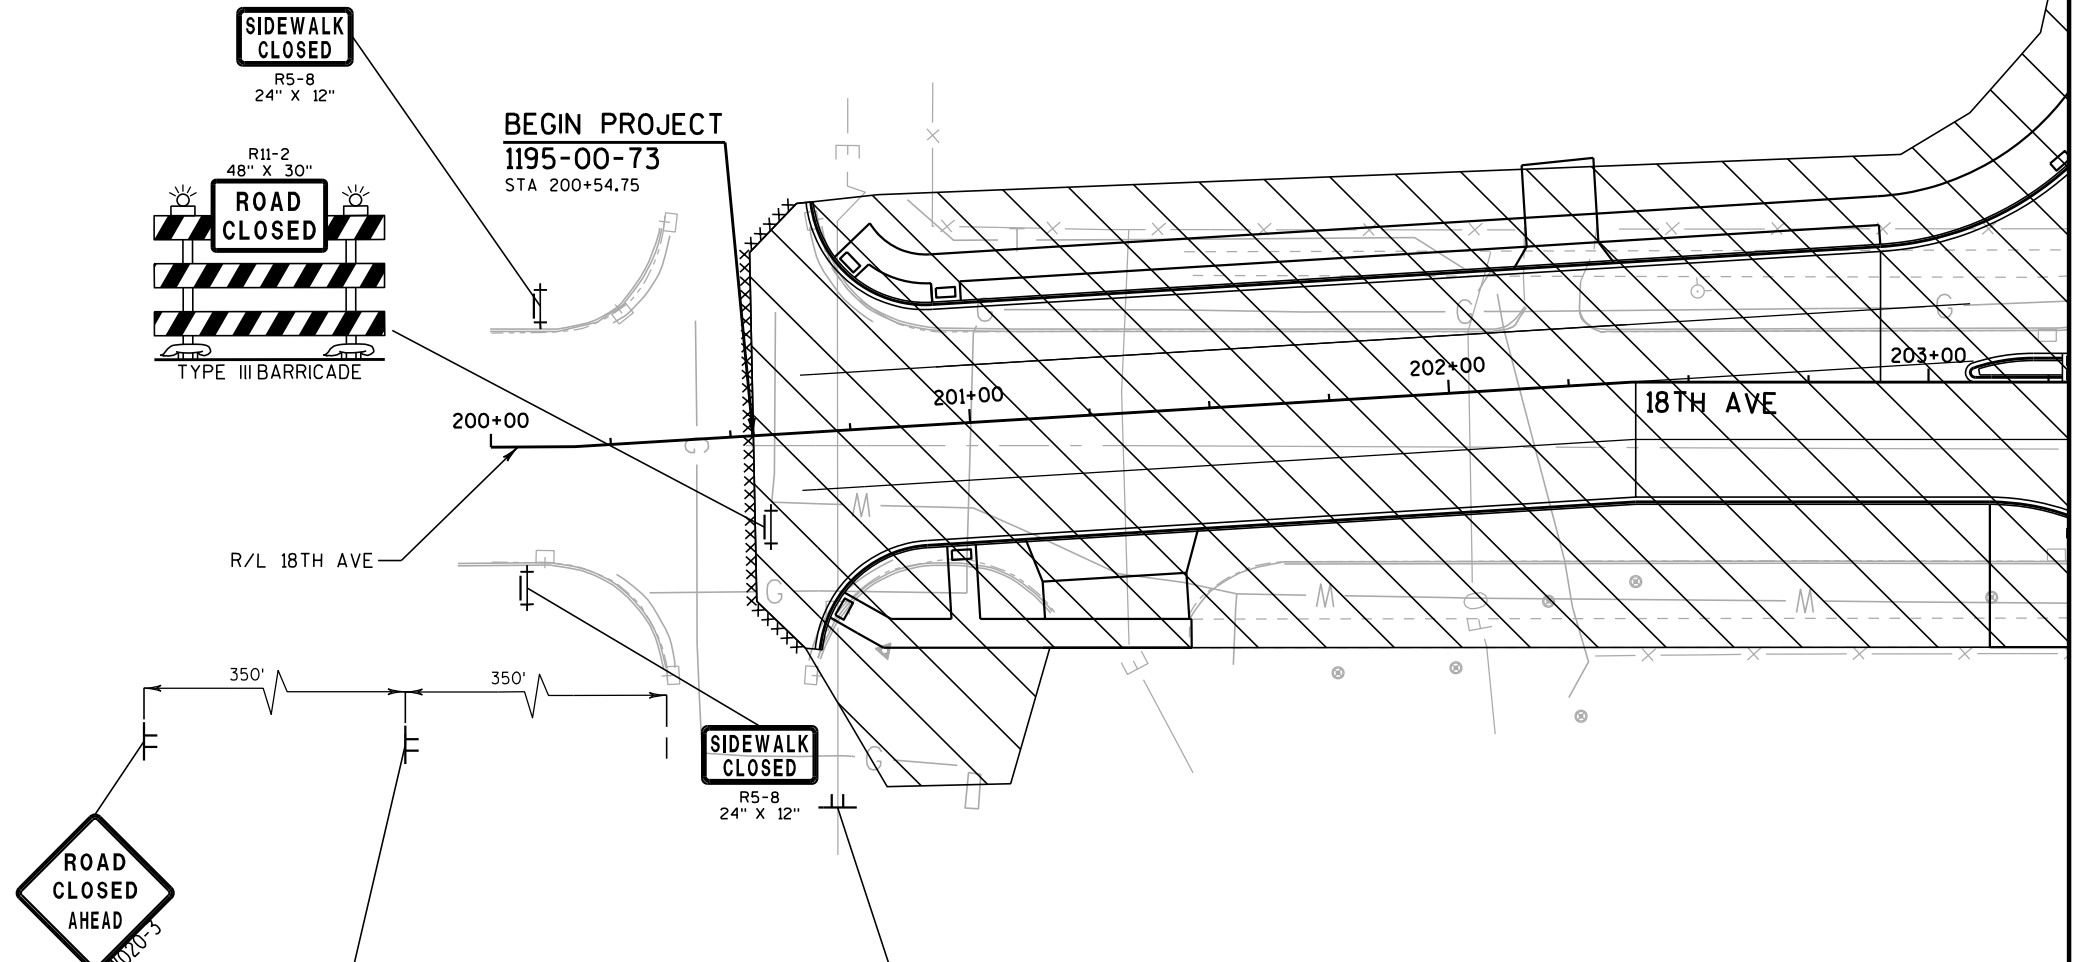 SIDEWALK
CLOSED
R5-8
24" X 12"
R11-2
48" X 30"
ROAD
CLOSED
TYPE III BARRICADE
BEGIN PROJECT
1195-00-73
STA 200+54.75
200+00
201+00
202+00
203+00
18TH AVE
R/L 18TH AVE
E
X
X X X X X X X X X X
T
G
G
G
G
M
G
M
M
FO
E
X X X X
G
350'
350'
SIDEWALK
CLOSED
R5-8
24" X 12"
ROAD
CLOSED
AHEAD